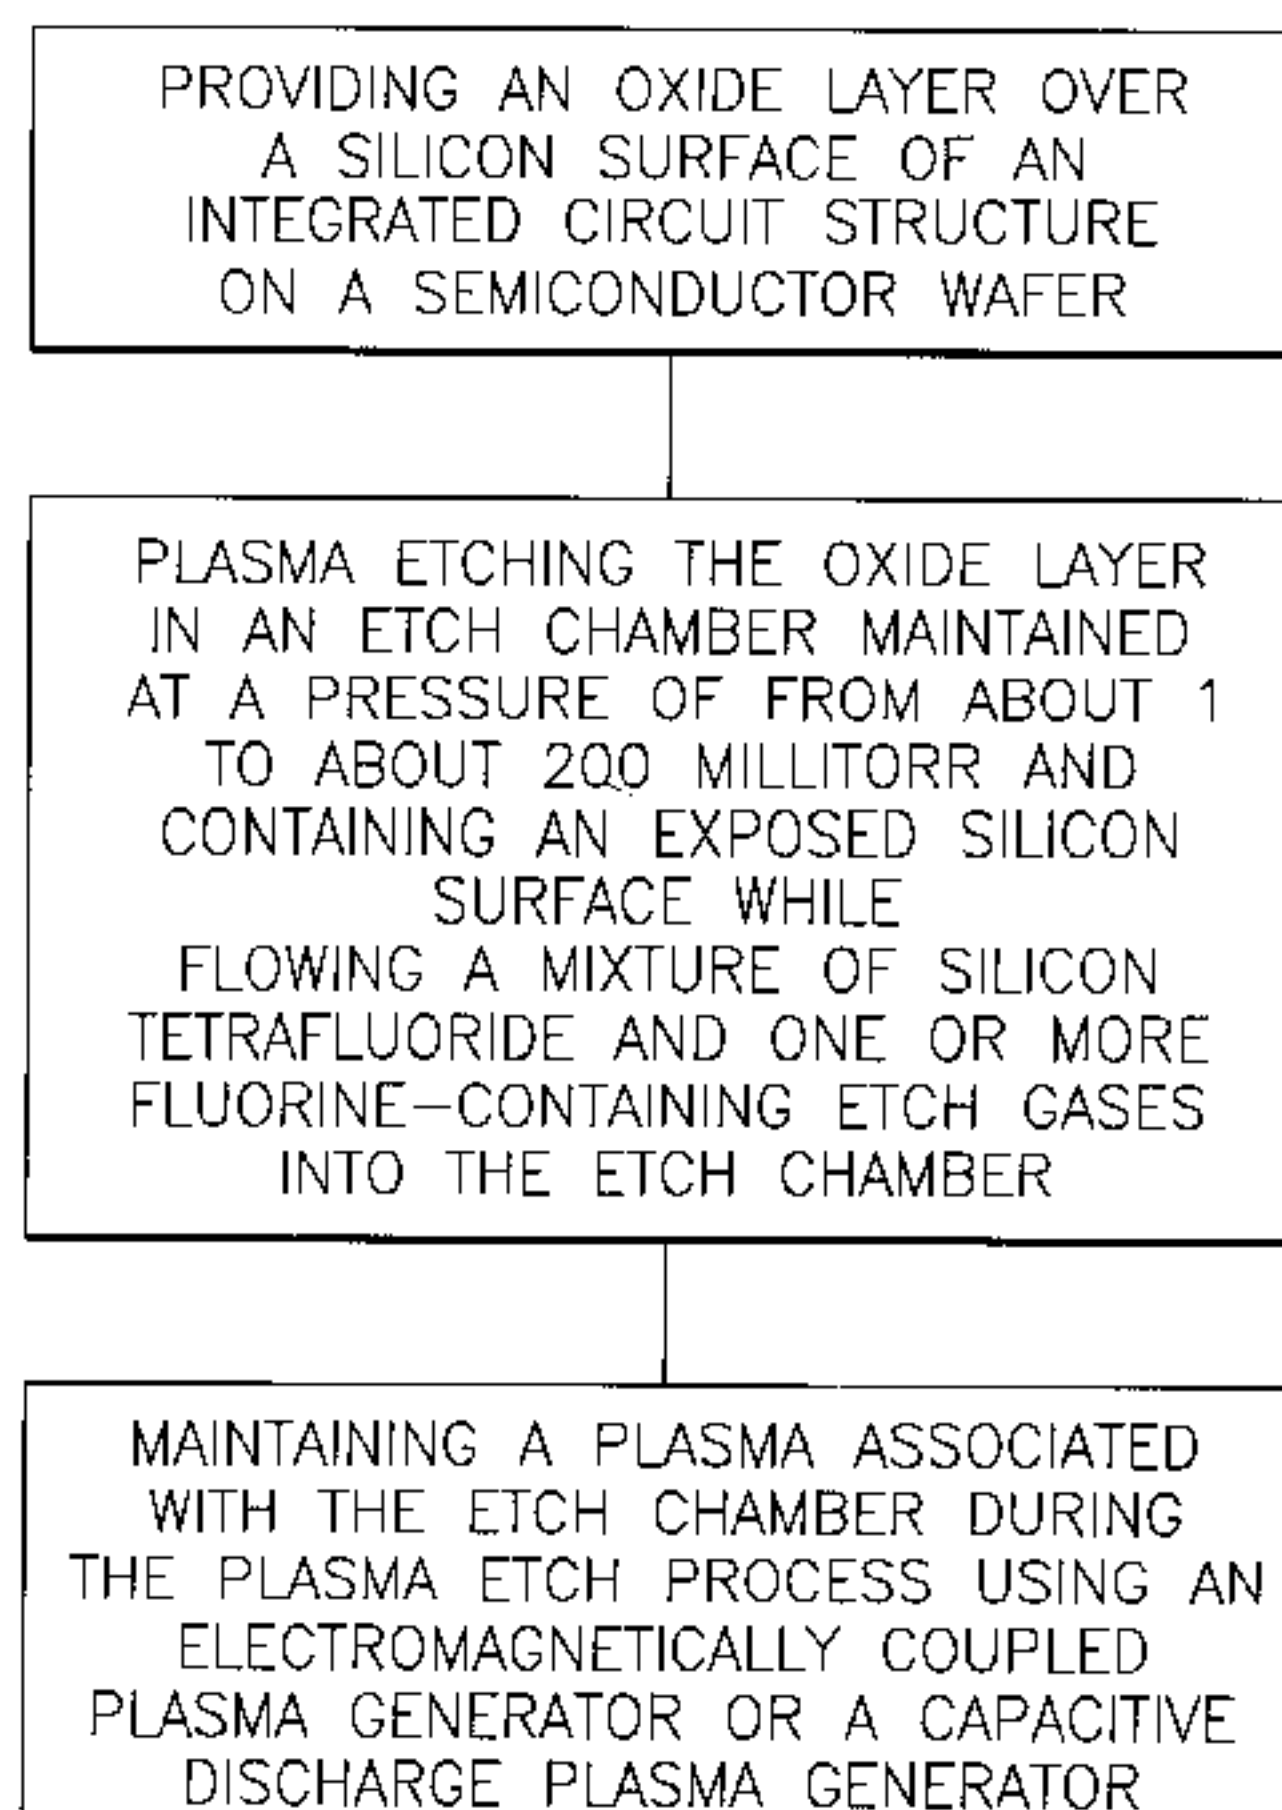 PROVIDING AN OXIDE LAYER OVER
A SILICON SURFACE OF AN
INTEGRATED CIRCUIT STRUCTURE
ON A SEMICONDUCTOR WAFER
PLASMA ETCHING THE OXIDE LAYER
IN AN ETCH CHAMBER MAINTAINED
AT A PRESSURE OF FROM ABOUT 1
TO ABOUT 200 MILLITORR AND
CONTAINING AN EXPOSED SILICON
SURFACE WHILE
FLOWING A MIXTURE OF SILICON
TETRAFLUORIDE AND ONE OR MORE
FLUORINE-CONTAINING ETCH GASES
INTO THE ETCH CHAMBER
MAINTAINING A PLASMA ASSOCIATED
WITH THE ETCH CHAMBER DURING
THE PLASMA ETCH PROCESS USING AN
ELECTROMAGNETICALLY COUPLED
PLASMA GENERATOR OR A CAPACITIVE
DISCHARGE PLASMA GENERATOR